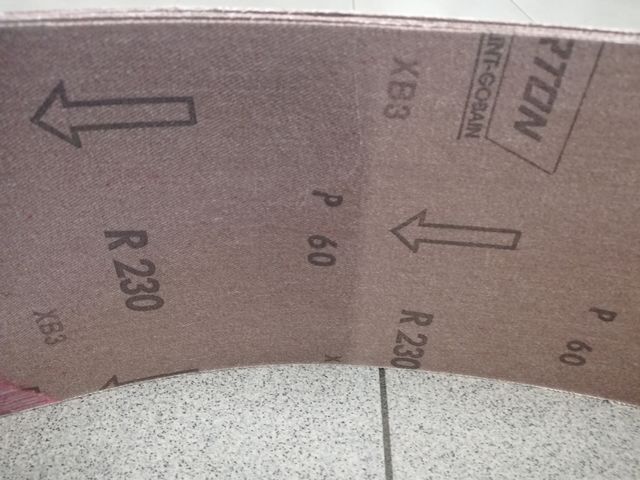 RTON
INT-GOBAIN
XB3
P 60
R 230
XB3
R 230
P 60
X